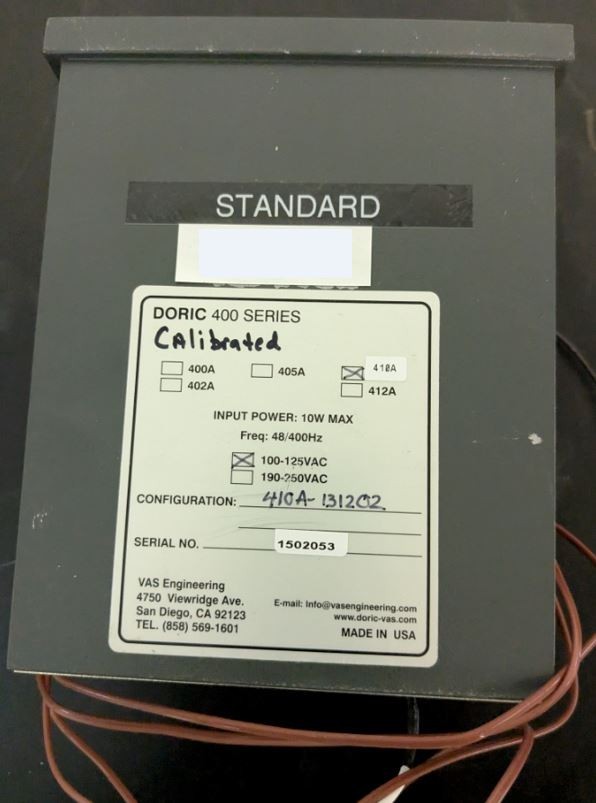 STANDARD
DORIC 400 SERIES
CAlibrated
400A 405A 410A
402A 412A
INPUT POWER: 10W MAX
Freq: 48/400Hz
100-125VAC
190-250VAC
CONFIGURATION: 410A-131202
SERIAL NO. 1502053
VAS Engineering
4750 Viewridge Ave.
San Diego, CA 92123
TEL. (858) 569-1601
E-mail: Info@vasengineering.com
www.doric-vas.com
MADE IN USA